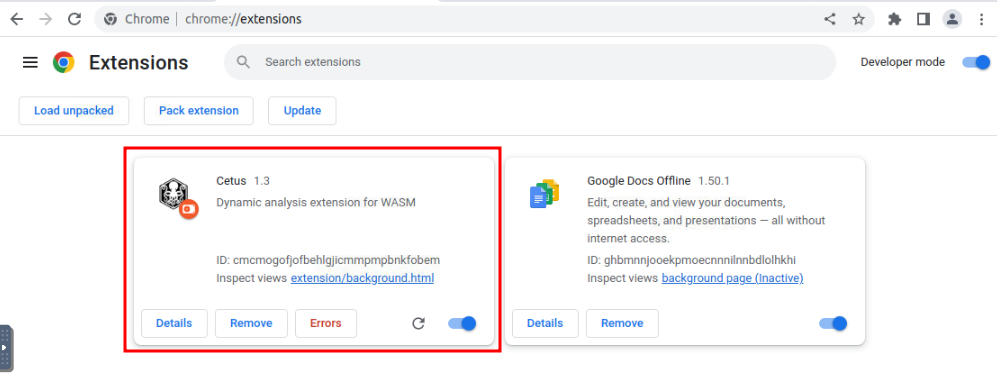 Chrome | chrome://extensions
Extensions
Search extensions
Developer mode
Load unpacked
Pack extension
Update
Cetus 1.3
Dynamic analysis extension for WASM
ID: cmcmogofjofbehlgjicmmpmpbnkfobem
Inspect views extension/background.html
Details
Remove
Errors
Google Docs Offline 1.50.1
Edit, create, and view your documents,
spreadsheets, and presentations — all without
internet access.
ID: ghbmnnjooekpmoecnnnilnnbdlolhkhi
Inspect views background page (Inactive)
Details
Remove